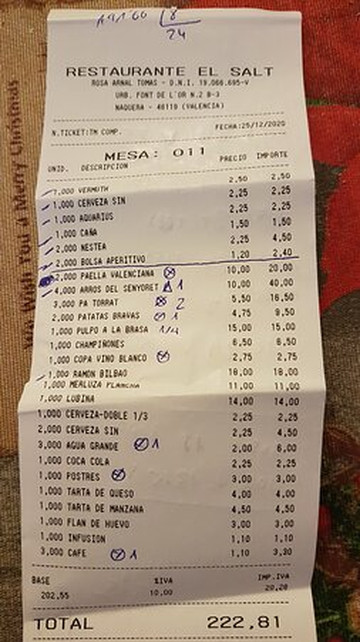 8
24
RESTAURANTE EL SALT
ROSA ARNAL TOMAS - D.N.I. 19.066.695-V
URB. FONT DE L'OR N.2 B-3
NAQUERA - 46119 (VALENCIA)
N.TICKET:TM COMP. FECHA:25/12/2020
MESA: 011
UNID. DESCRIPCION PRECIO IMPORTE
1,000 VERMUTH 2,50 2,50
1,000 CERVEZA SIN 2,25 2,25
1,000 AQUARIUS 2,25 2,25
1,000 CAÑA 1,50 1,50
2,000 NESTEA 2,25 4,50
2,000 BOLSA APERITIVO 1,20 2,40
2,000 PAELLA VALENCIANA 10,00 20,00
4,000 ARROS DEL SENYORET 1 10,00 40,00
3,000 PA TORRAT 2 5,50 16,50
2,000 PATATAS BRAVAS 1 4,75 9,50
1,000 PULPO A LA BRASA 1/4 15,00 15,00
1,000 CHAMPIÑONES 6,50 6,50
1,000 COPA VINO BLANCO 2,75 2,75
1,000 RAMON BILBAO 18,00 18,00
1,000 MERLUZA PLANCHA 11,00 11,00
1,000 LUBINA 14,00 14,00
1,000 CERVEZA-DOBLE 1/3 2,25 2,25
2,000 CERVEZA SIN 2,25 4,50
3,000 AGUA GRANDE 1 2,00 6,00
1,000 COCA COLA 2,25 2,25
1,000 POSTRES 3,00 3,00
1,000 TARTA DE QUESO 4,00 4,00
1,000 TARTA DE MANZANA 4,50 4,50
1,000 FLAN DE HUEVO 3,00 3,00
1,000 INFUSION 1,10 1,10
3,000 CAFE 1 1,10 3,30
BASE %IVA IMP.IVA
202,55 10,00 20,26
TOTAL 222,81
Wish You a Merry Christmas